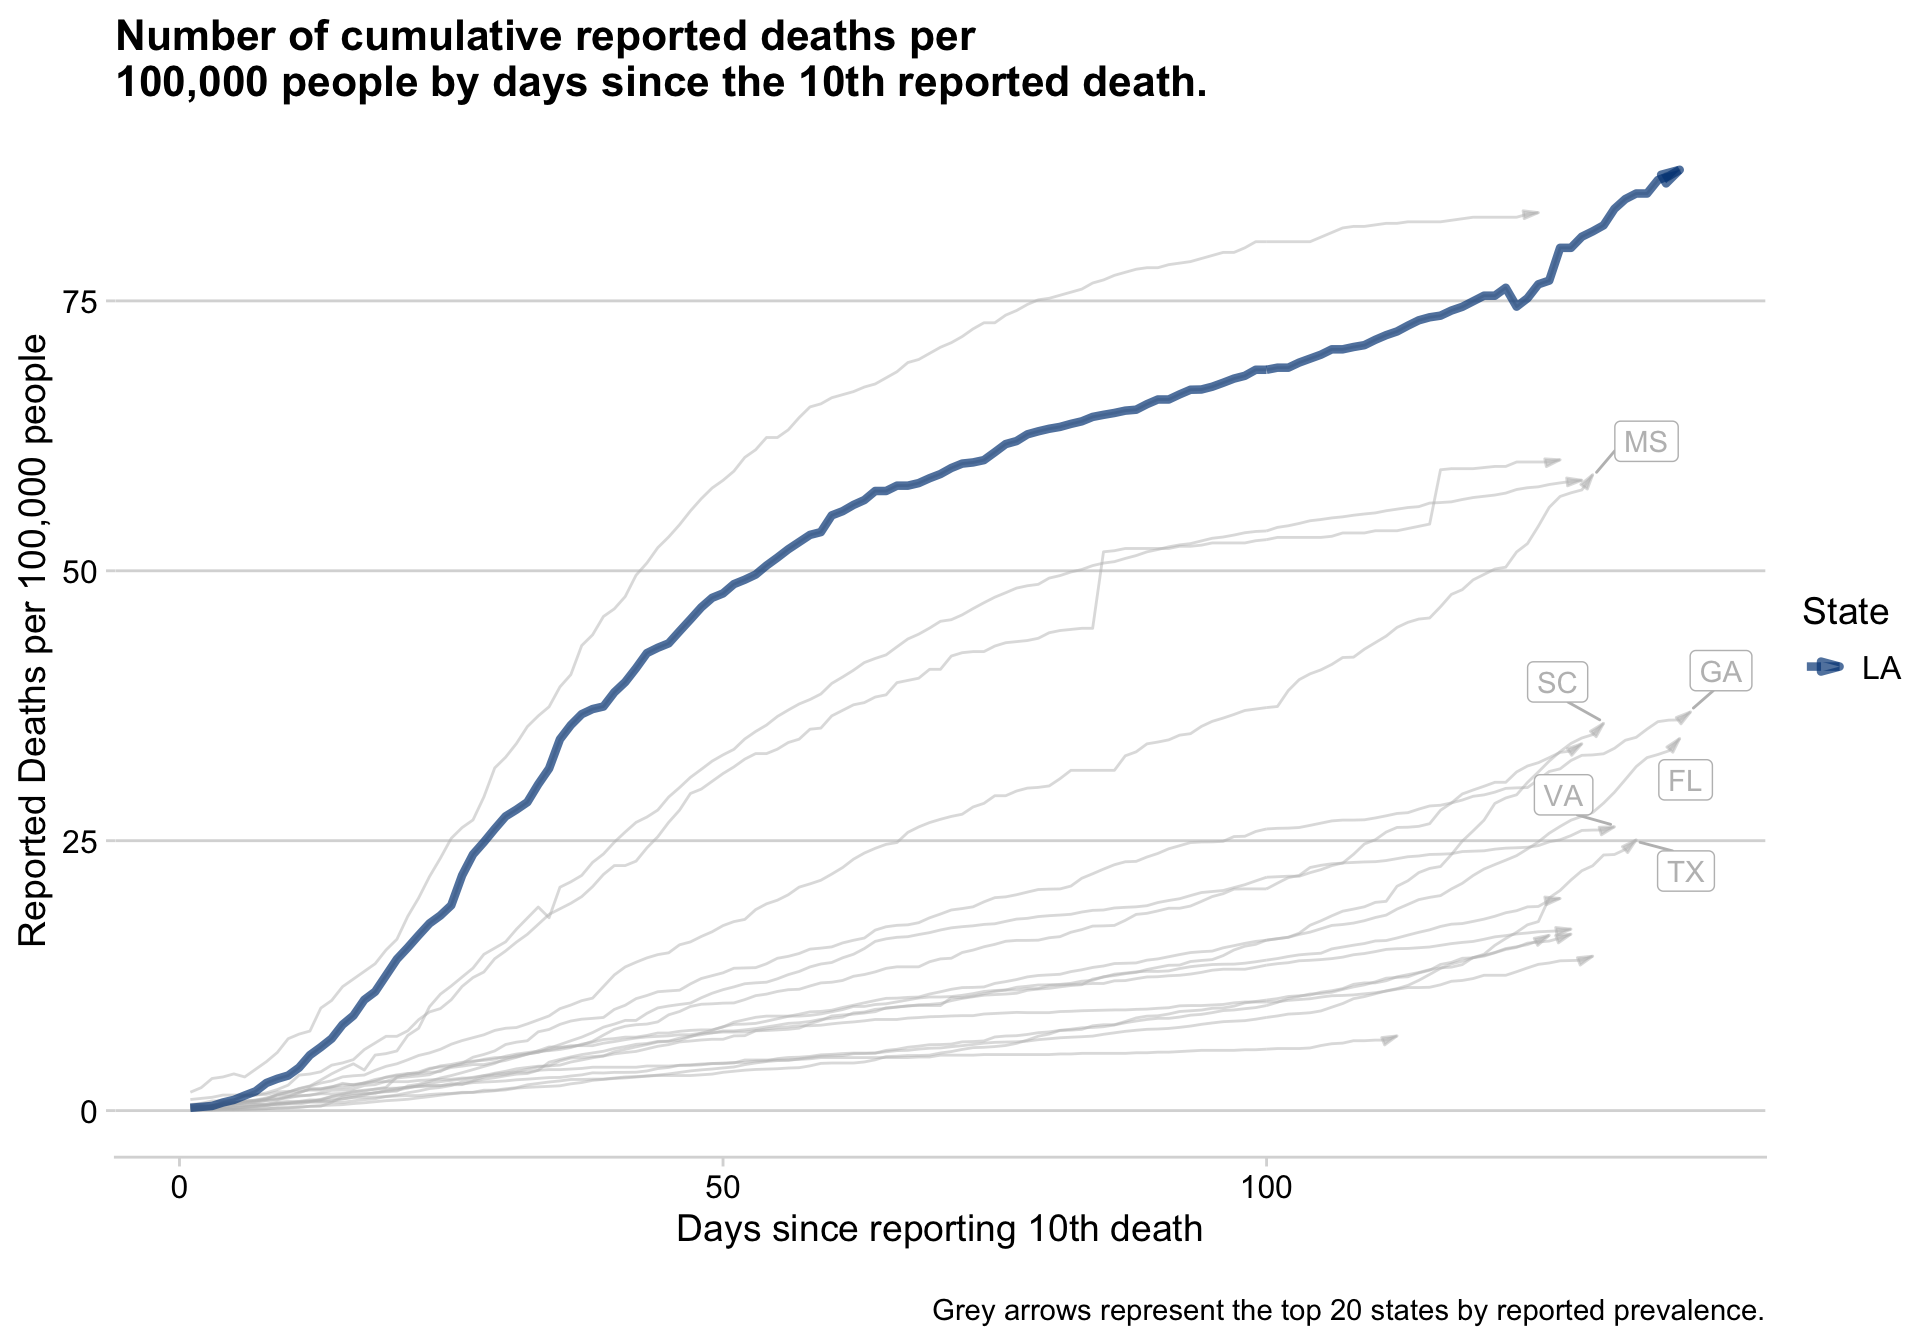 Number of cumulative reported deaths per
100,000 people by days since the 10th reported death.
Reported Deaths per 100,000 people
75
50
25
0
MS
SC
GA
VA
FL
TX
State
LA
0
50
100
Days since reporting 10th death
Grey arrows represent the top 20 states by reported prevalence.